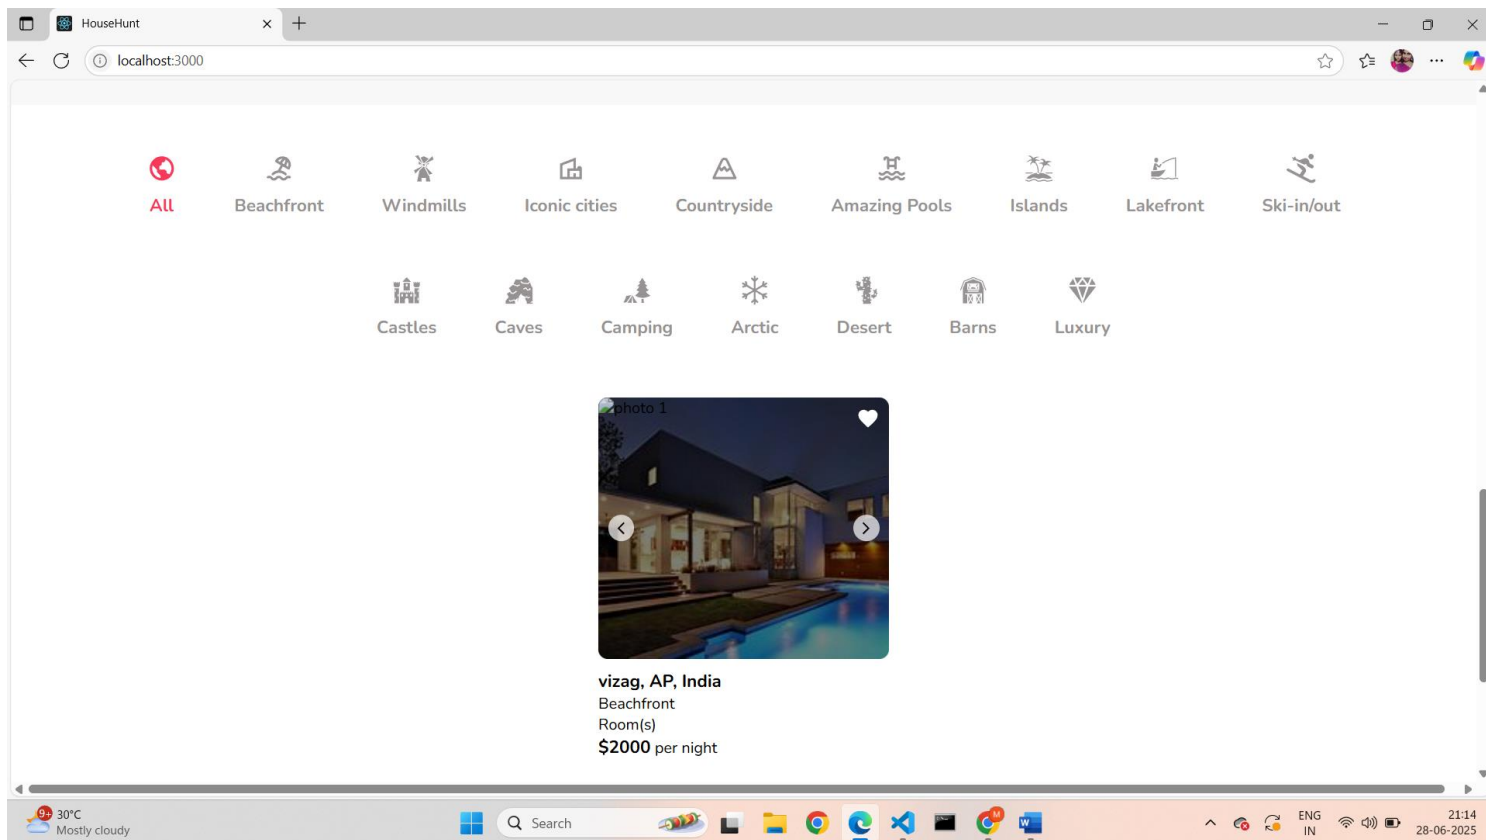 HouseHunt
localhost:3000
All Beachfront Windmills Iconic cities Countryside Amazing Pools Islands Lakefront Ski-in/out
Castles Caves Camping Arctic Desert Barns Luxury
photo 1
vizag, AP, India
Beachfront
Room(s)
$2000 per night
9+ 30°C
Mostly cloudy
Search
M
ENG
IN
21:14
28-06-2025